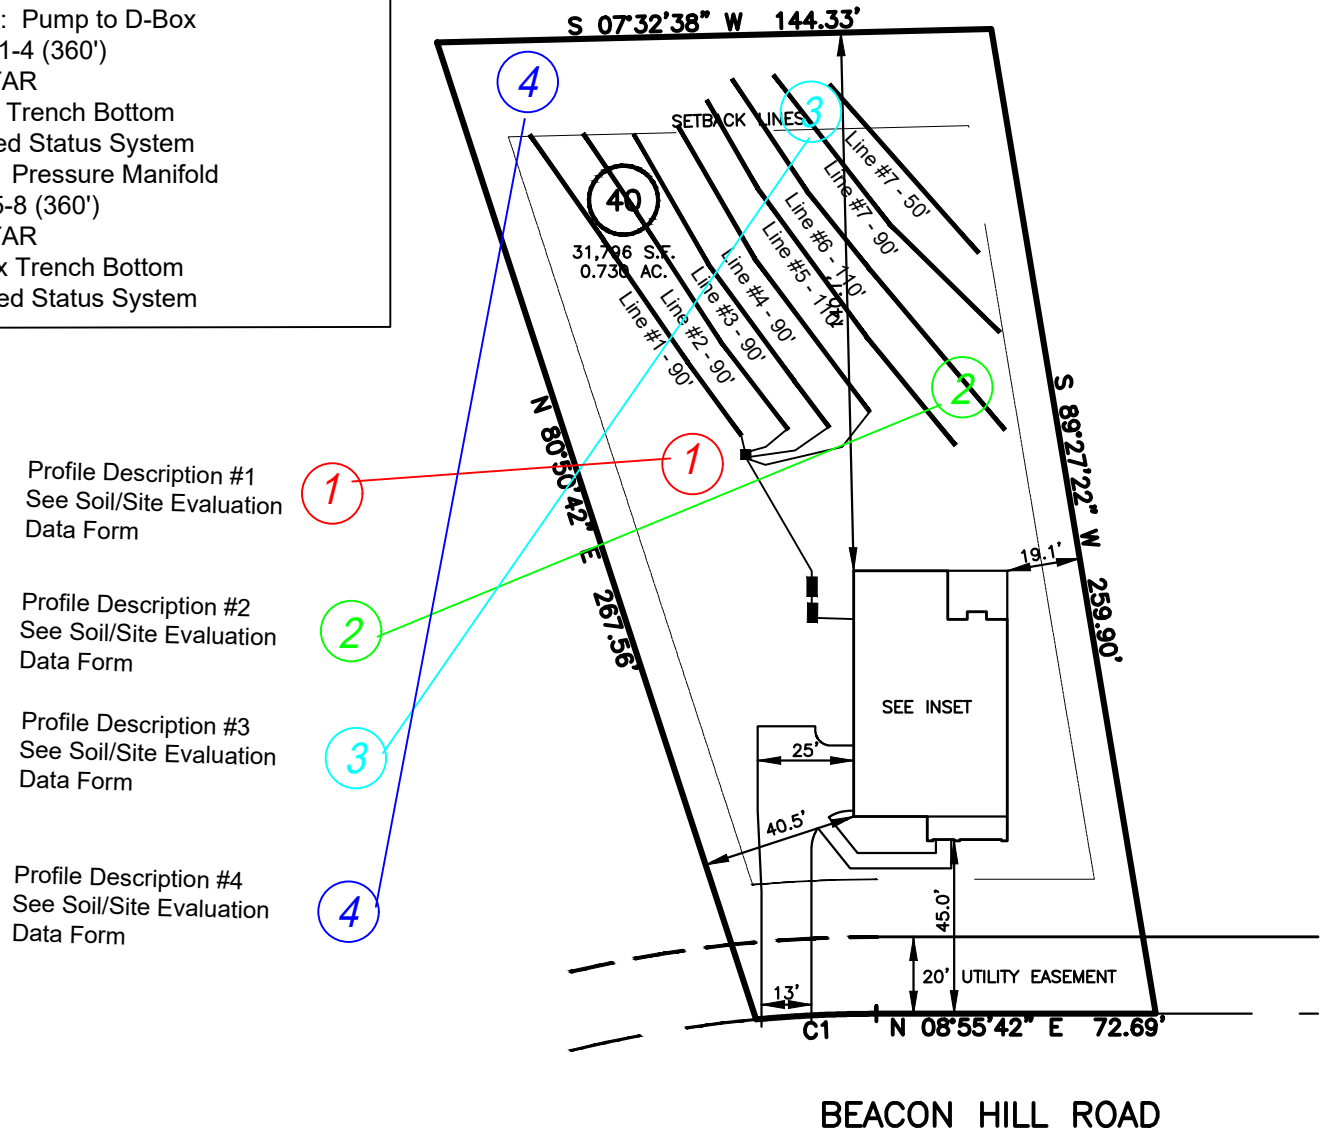 : Pump to D-Box
1-4 (360')
TAR
Trench Bottom
ed Status System
Pressure Manifold
5-8 (360')
TAR
x Trench Bottom
ed Status System
S 07°32'38" W 144.33'
4
3
SETBACK LINES
40
31,796 S.F.
0.730 AC.
Line #1 - 90'
Line #2 - 90'
Line #3 - 90'
Line #4 - 90'
Line #5 - 110'
Line #6 - 110'
Line #7 - 90'
Line #7 - 50'
2
1
N 80°50'42" E 267.56'
S 89°27'22" W 259.90'
19.1'
Profile Description #1
See Soil/Site Evaluation
Data Form
1
Profile Description #2
See Soil/Site Evaluation
Data Form
2
Profile Description #3
See Soil/Site Evaluation
Data Form
3
Profile Description #4
See Soil/Site Evaluation
Data Form
4
SEE INSET
25'
40.5'
45.0'
20' UTILITY EASEMENT
13'
C1
N 08°55'42" E 72.69'
BEACON HILL ROAD